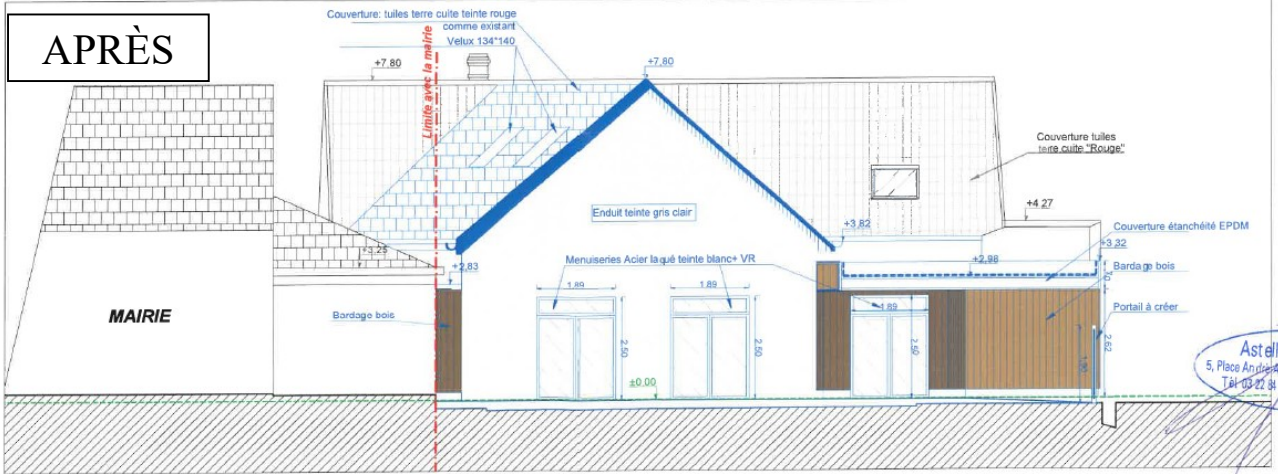 APRÈS
Couverture: tuiles terre cuite teinte rouge
comme existant
Velux 134*140
Limite avec la mairie
+7,80
+7,80
Couverture tuiles
terre cuite "Rouge"
Enduit teinte gris clair
+4,27
+3,82
Couverture étanchéité EPDM
+3,32
+3,25
+2,83
Menuiseries Acier laqué teinte blanc+ VR
+2,98
Bardage bois
1.89
1.89
1.89
Portail à créer
MAIRIE
Bardage bois
2.50
2.50
2.50
2.62
±0.00
Astell
5, Place André
Tél 03 22 84